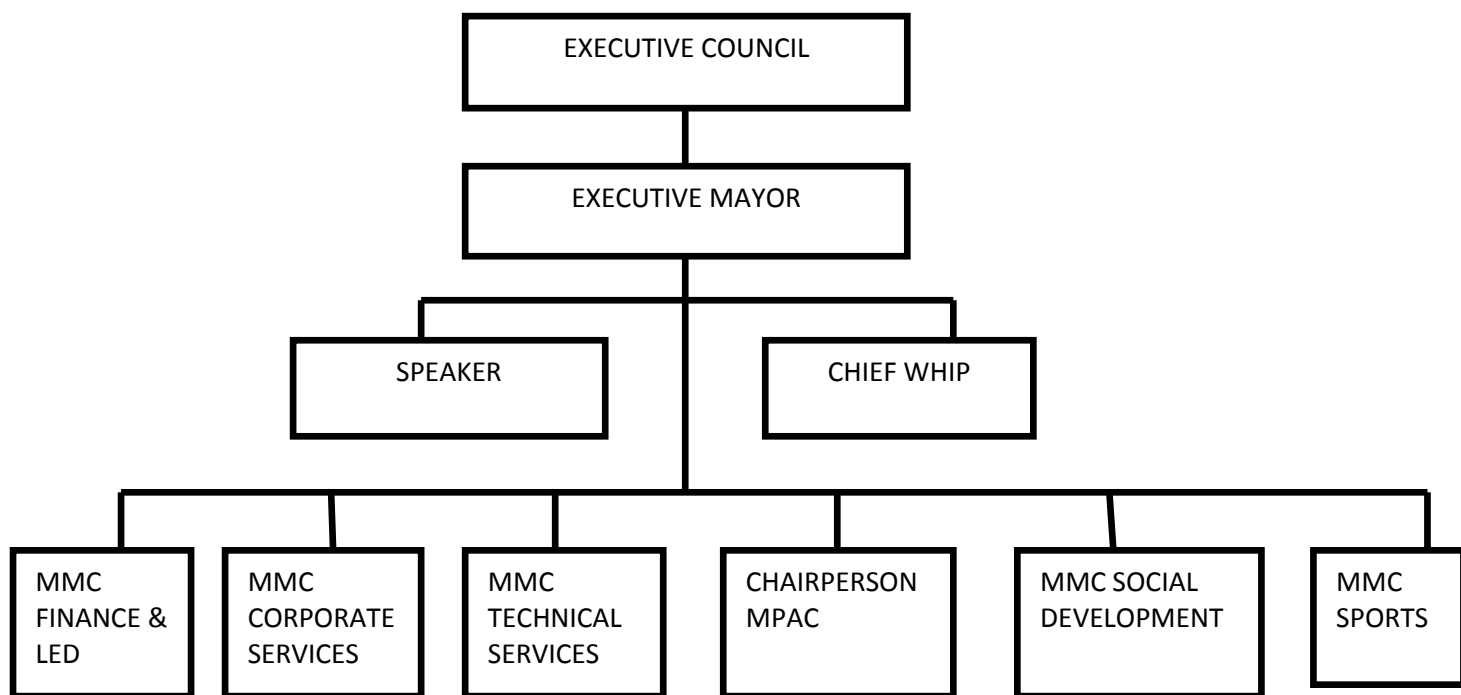 EXECUTIVE COUNCIL
EXECUTIVE MAYOR
SPEAKER
CHIEF WHIP
MMC
FINANCE &
LED
MMC
CORPORATE
SERVICES
MMC
TECHNICAL
SERVICES
CHAIRPERSON
MPAC
MMC SOCIAL
DEVELOPMENT
MMC
SPORTS